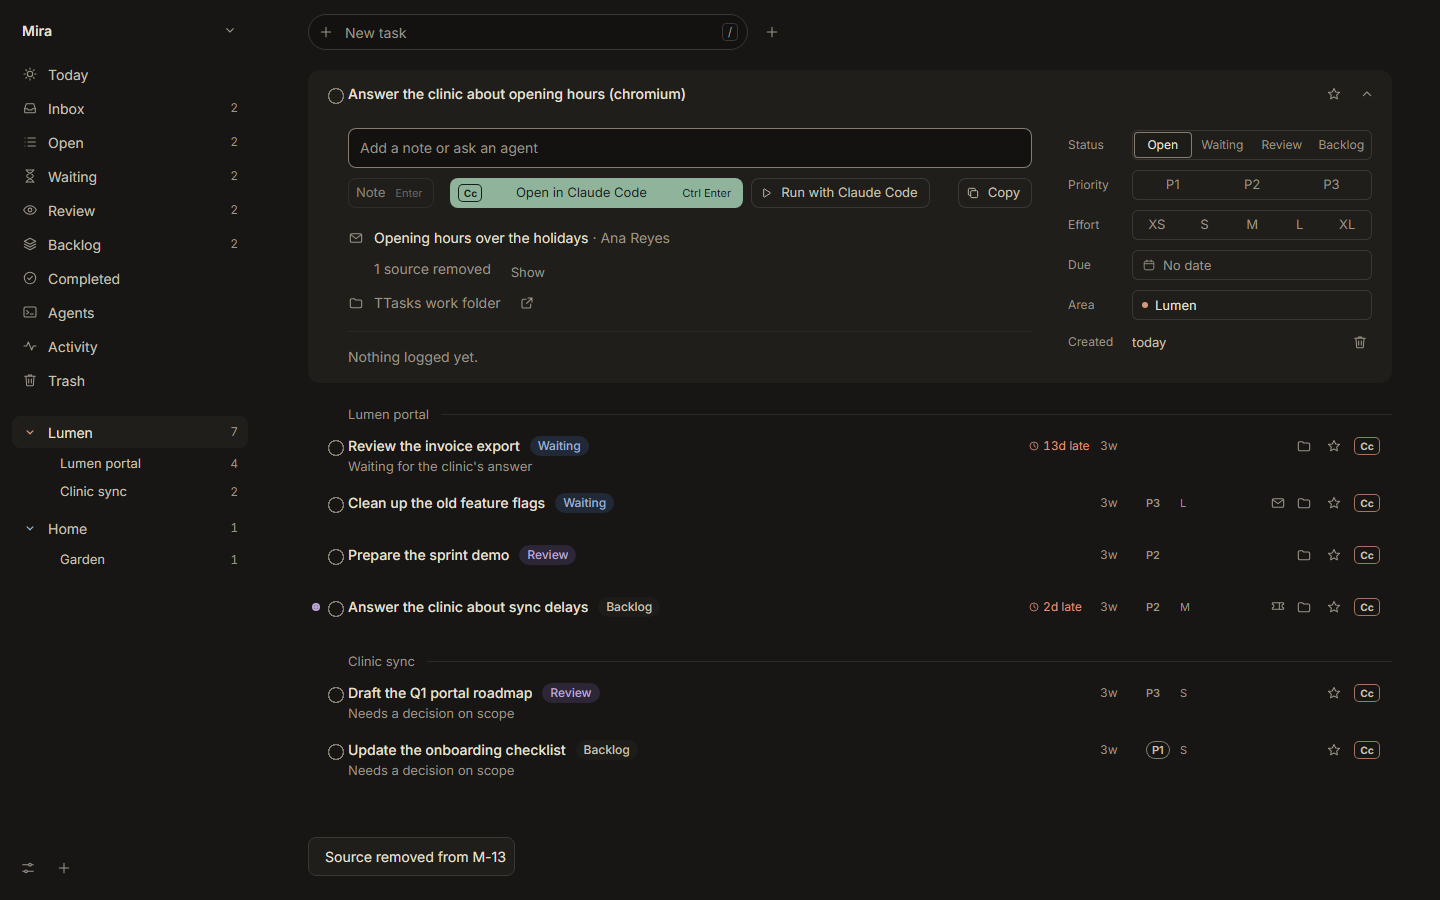 Mira
Today
Inbox 2
Open 2
Waiting 2
Review 2
Backlog 2
Completed
Agents
Activity
Trash
Lumen 7
Lumen portal 4
Clinic sync 2
Home 1
Garden 1
New task /
Answer the clinic about opening hours (chromium)
Add a note or ask an agent
Note Enter Cc Open in Claude Code Ctrl Enter Run with Claude Code Copy
Opening hours over the holidays · Ana Reyes
1 source removed Show
TTasks work folder
Nothing logged yet.
Status Open Waiting Review Backlog
Priority P1 P2 P3
Effort XS S M L XL
Due No date
Area Lumen
Created today
Lumen portal
Review the invoice export Waiting 13d late 3w Cc
Waiting for the clinic's answer
Clean up the old feature flags Waiting 3w P3 L Cc
Prepare the sprint demo Review 3w P2 Cc
Answer the clinic about sync delays Backlog 2d late 3w P2 M Cc
Clinic sync
Draft the Q1 portal roadmap Review 3w P3 S Cc
Needs a decision on scope
Update the onboarding checklist Backlog 3w P1 S Cc
Needs a decision on scope
Source removed from M-13